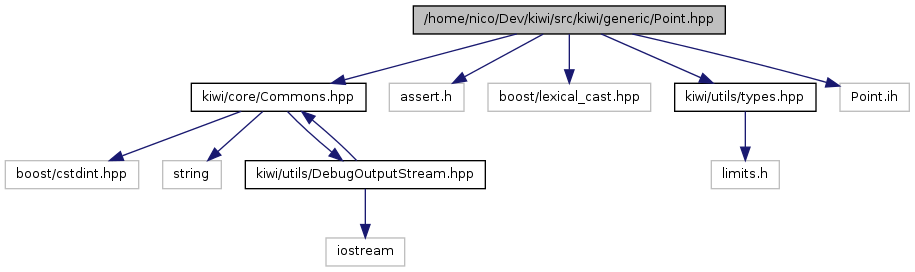 /home/nico/Dev/kiwi/src/kiwi/generic/Point.hpp
kiwi/core/Commons.hpp
assert.h
boost/lexical_cast.hpp
kiwi/utils/types.hpp
Point.ih
boost/cstdint.hpp
string
kiwi/utils/DebugOutputStream.hpp
limits.h
iostream